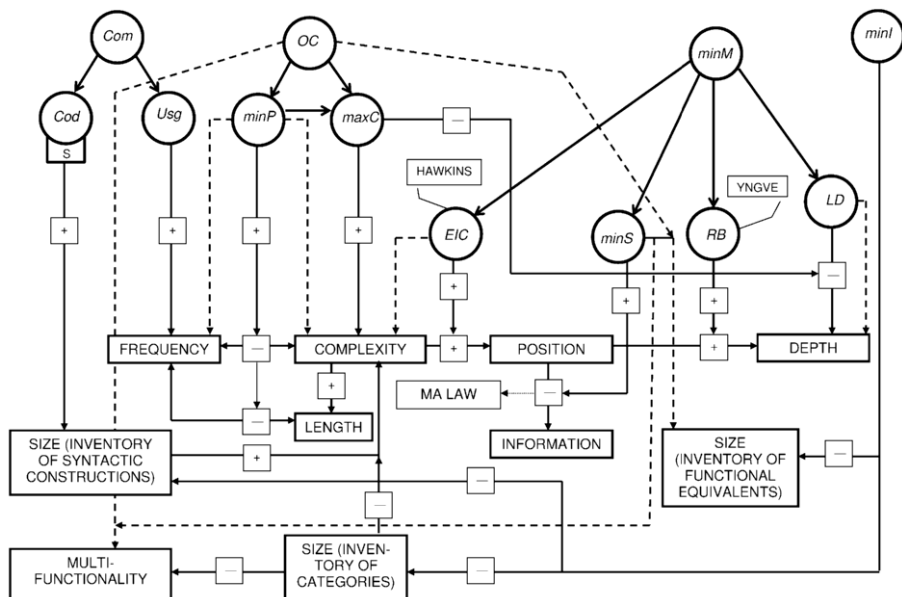 Com
OC
minM
minI
Cod
S
Usg
minP
maxC
—
HAWKINS
YNGVE
LD
EIC
minS
RB
+
+
+
+
—
+
+
+
FREQUENCY
—
COMPLEXITY
+
POSITION
+
DEPTH
+
MA LAW
—
—
LENGTH
INFORMATION
SIZE (INVENTORY
OF SYNTACTIC
CONSTRUCTIONS)
+
—
SIZE
(INVENTORY OF
FUNCTIONAL
EQUIVALENTS)
—
—
MULTI-
FUNCTIONALITY
—
SIZE (INVEN-
TORY OF
CATEGORIES)
—